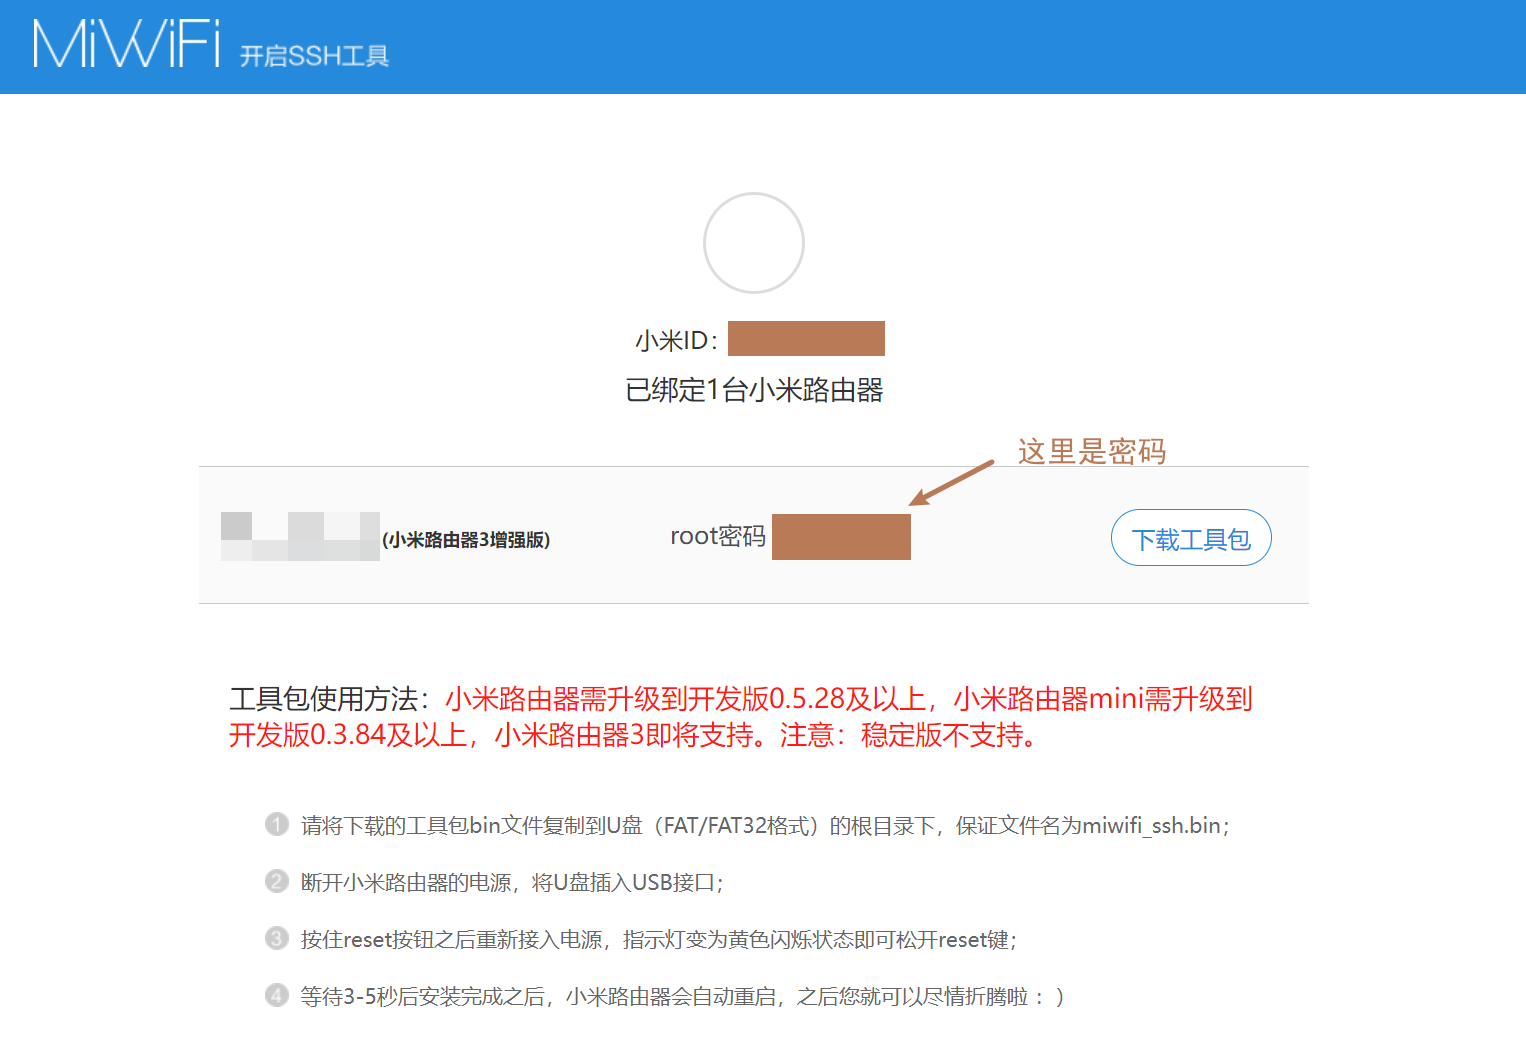 MiWiFi 开启SSH工具
小米ID：
已绑定1台小米路由器
这里是密码
(小米路由器3增强版) root密码 下载工具包
工具包使用方法：小米路由器需升级到开发版0.5.28及以上，小米路由器mini需升级到
开发版0.3.84及以上，小米路由器3即将支持。注意：稳定版不支持。
1 请将下载的工具包bin文件复制到U盘（FAT/FAT32格式）的根目录下，保证文件名为miwifi_ssh.bin；
2 断开小米路由器的电源，将U盘插入USB接口；
3 按住reset按钮之后重新接入电源，指示灯变为黄色闪烁状态即可松开reset键；
4 等待3-5秒后安装完成之后，小米路由器会自动重启，之后您就可以尽情折腾啦 ：）